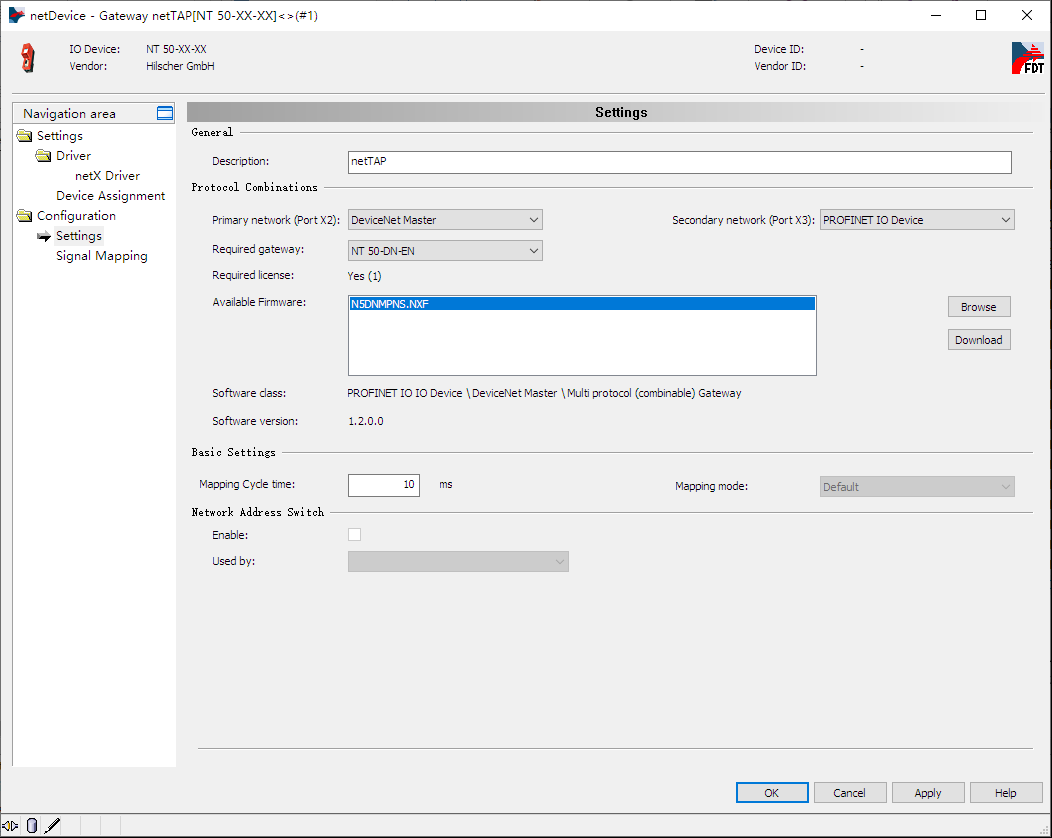 netDevice - Gateway netTAP[NT 50-XX-XX]<>(#1)
IO Device: NT 50-XX-XX Device ID: -
Vendor: Hilscher GmbH Vendor ID: -
FDT
Navigation area
Settings
Driver
netX Driver
Device Assignment
Configuration
Settings
Signal Mapping
Settings
General
Description: netTAP
Protocol Combinations
Primary network (Port X2): DeviceNet Master Secondary network (Port X3): PROFINET IO Device
Required gateway: NT 50-DN-EN
Required license: Yes (1)
Available Firmware: N5DNMPNS.NXF Browse
Download
Software class: PROFINET IO IO Device \ DeviceNet Master \ Multi protocol (combinable) Gateway
Software version: 1.2.0.0
Basic Settings
Mapping Cycle time: 10 ms Mapping mode: Default
Network Address Switch
Enable:
Used by:
OK Cancel Apply Help